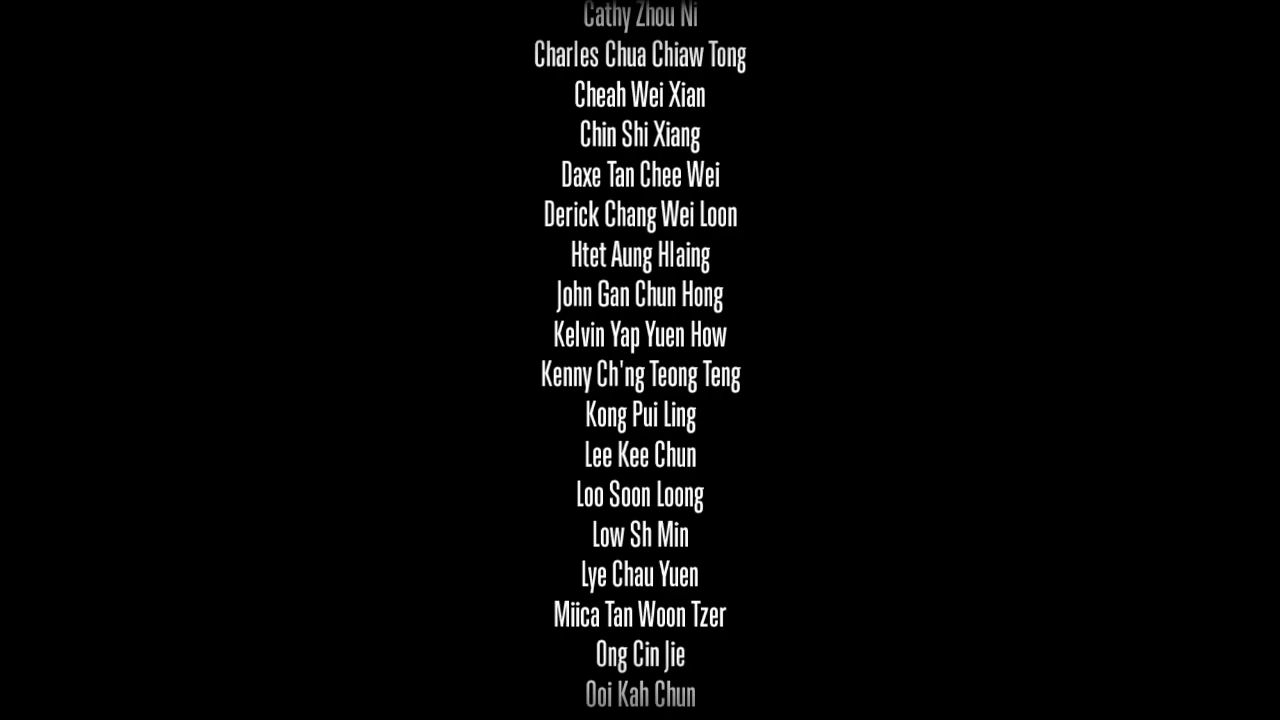 Cathy Zhou Ni
Charles Chua Chiaw Tong
Cheah Wei Xian
Chin Shi Xiang
Daxe Tan Chee Wei
Derick Chang Wei Loon
Htet Aung Hlaing
John Gan Chun Hong
Kelvin Yap Yuen How
Kenny Ch'ng Teong Teng
Kong Pui Ling
Lee Kee Chun
Loo Soon Loong
Low Sh Min
Lye Chau Yuen
Miica Tan Woon Tzer
Ong Cin Jie
Ooi Kah Chun